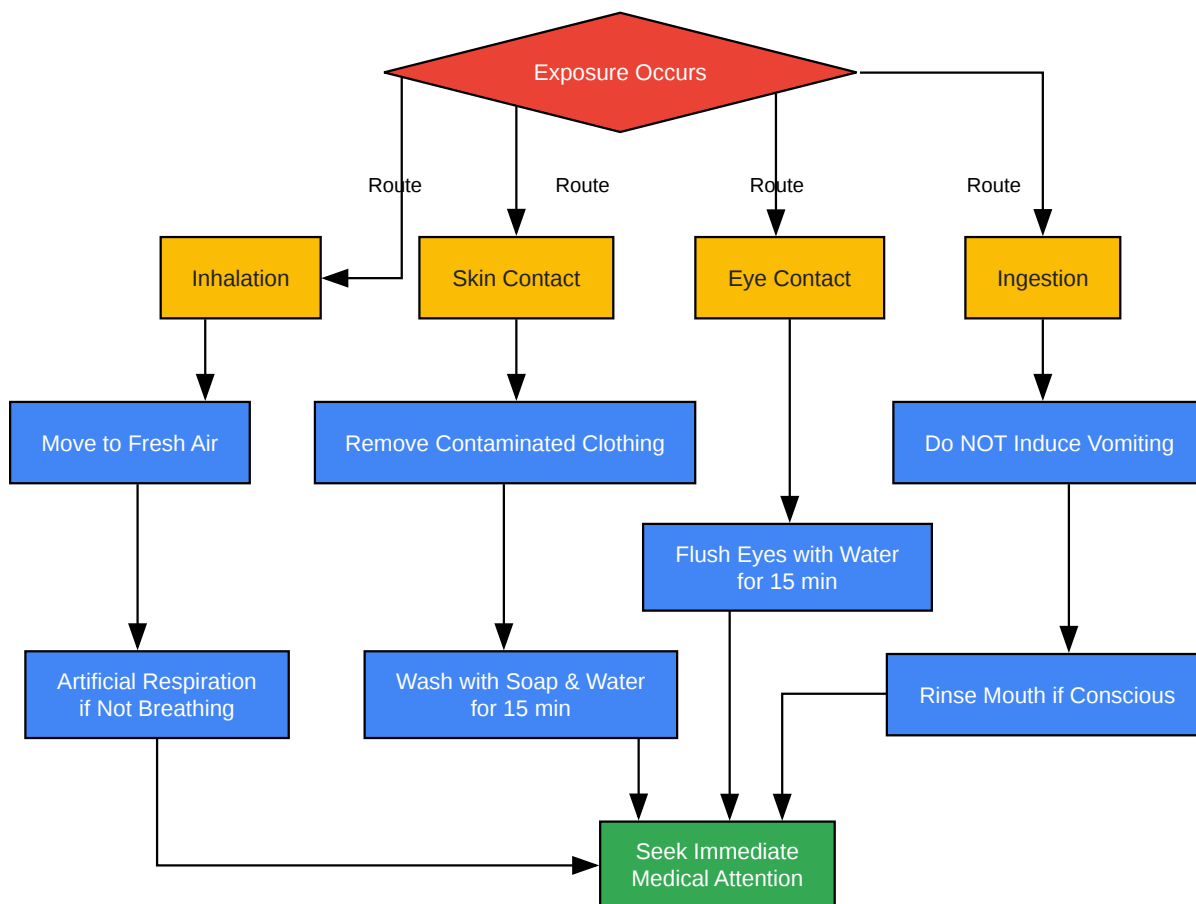 Exposure Occurs
Route
Route
Route
Route
Inhalation
Skin Contact
Eye Contact
Ingestion
Move to Fresh Air
Remove Contaminated Clothing
Do NOT Induce Vomiting
Flush Eyes with Water
for 15 min
Artificial Respiration
if Not Breathing
Wash with Soap & Water
for 15 min
Rinse Mouth if Conscious
Seek Immediate
Medical Attention